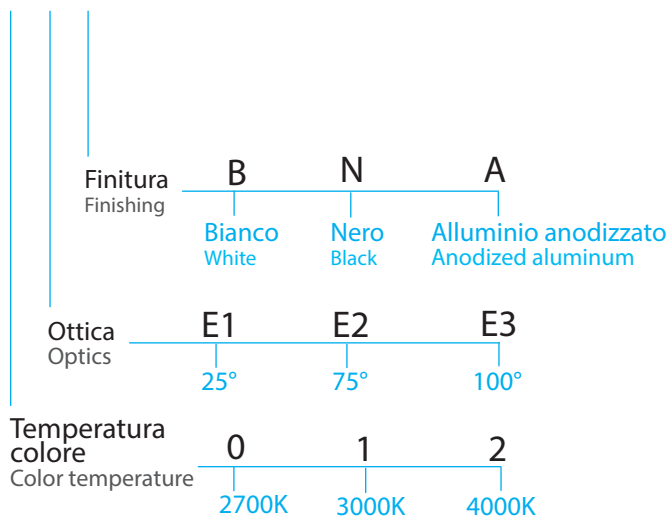 Finitura B N A
Finishing
Bianco Nero Alluminio anodizzato
White Black Anodized aluminum
Ottica E1 E2 E3
Optics
25° 75° 100°
Temperatura
colore 0 1 2
Color temperature
2700K 3000K 4000K